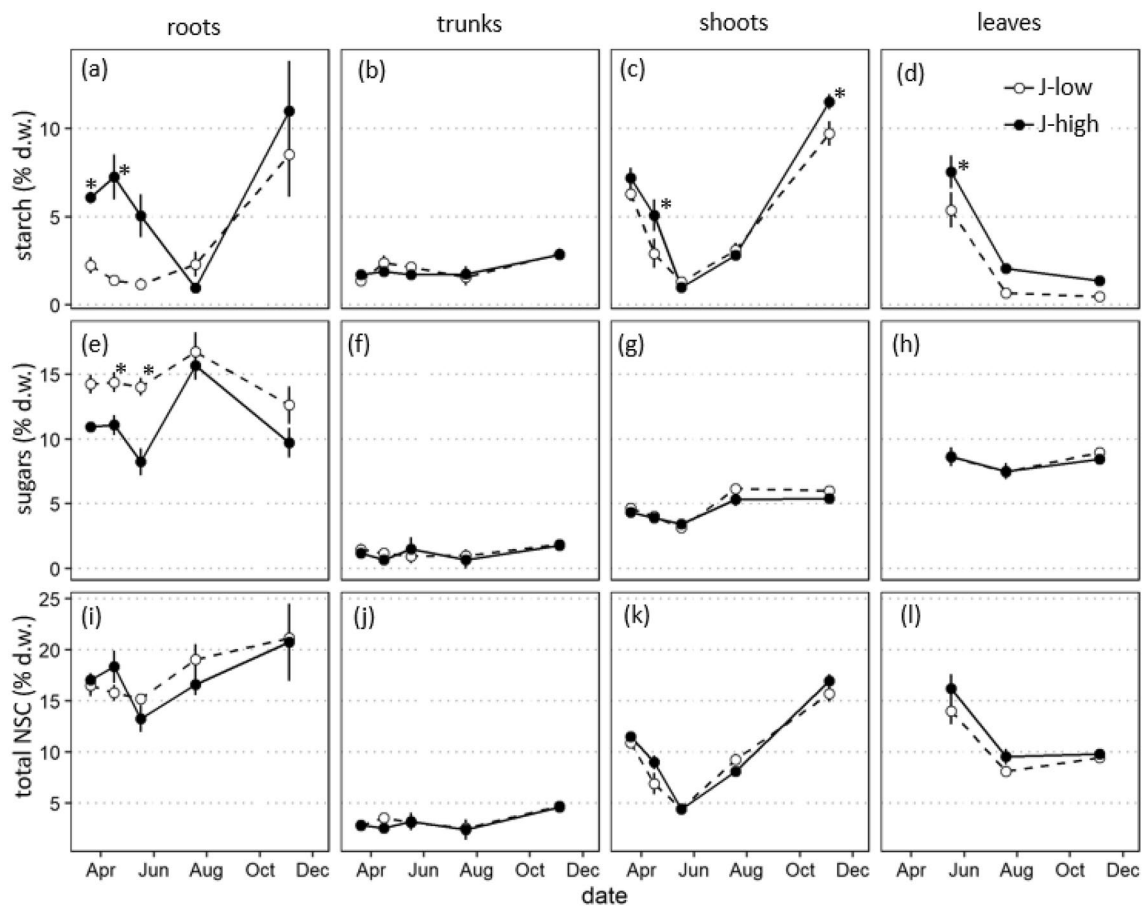 roots trunks shoots leaves
(a) (b) (c) (d)
J-low
J-high
* * * * *
starch (% d.w.)
10
5
0
(e) (f) (g) (h)
* *
sugars (% d.w.)
15
10
5
0
(i) (j) (k) (l)
total NSC (% d.w.)
25
20
15
10
5
Apr Jun Aug Oct Dec Apr Jun Aug Oct Dec Apr Jun Aug Oct Dec Apr Jun Aug Oct Dec
date